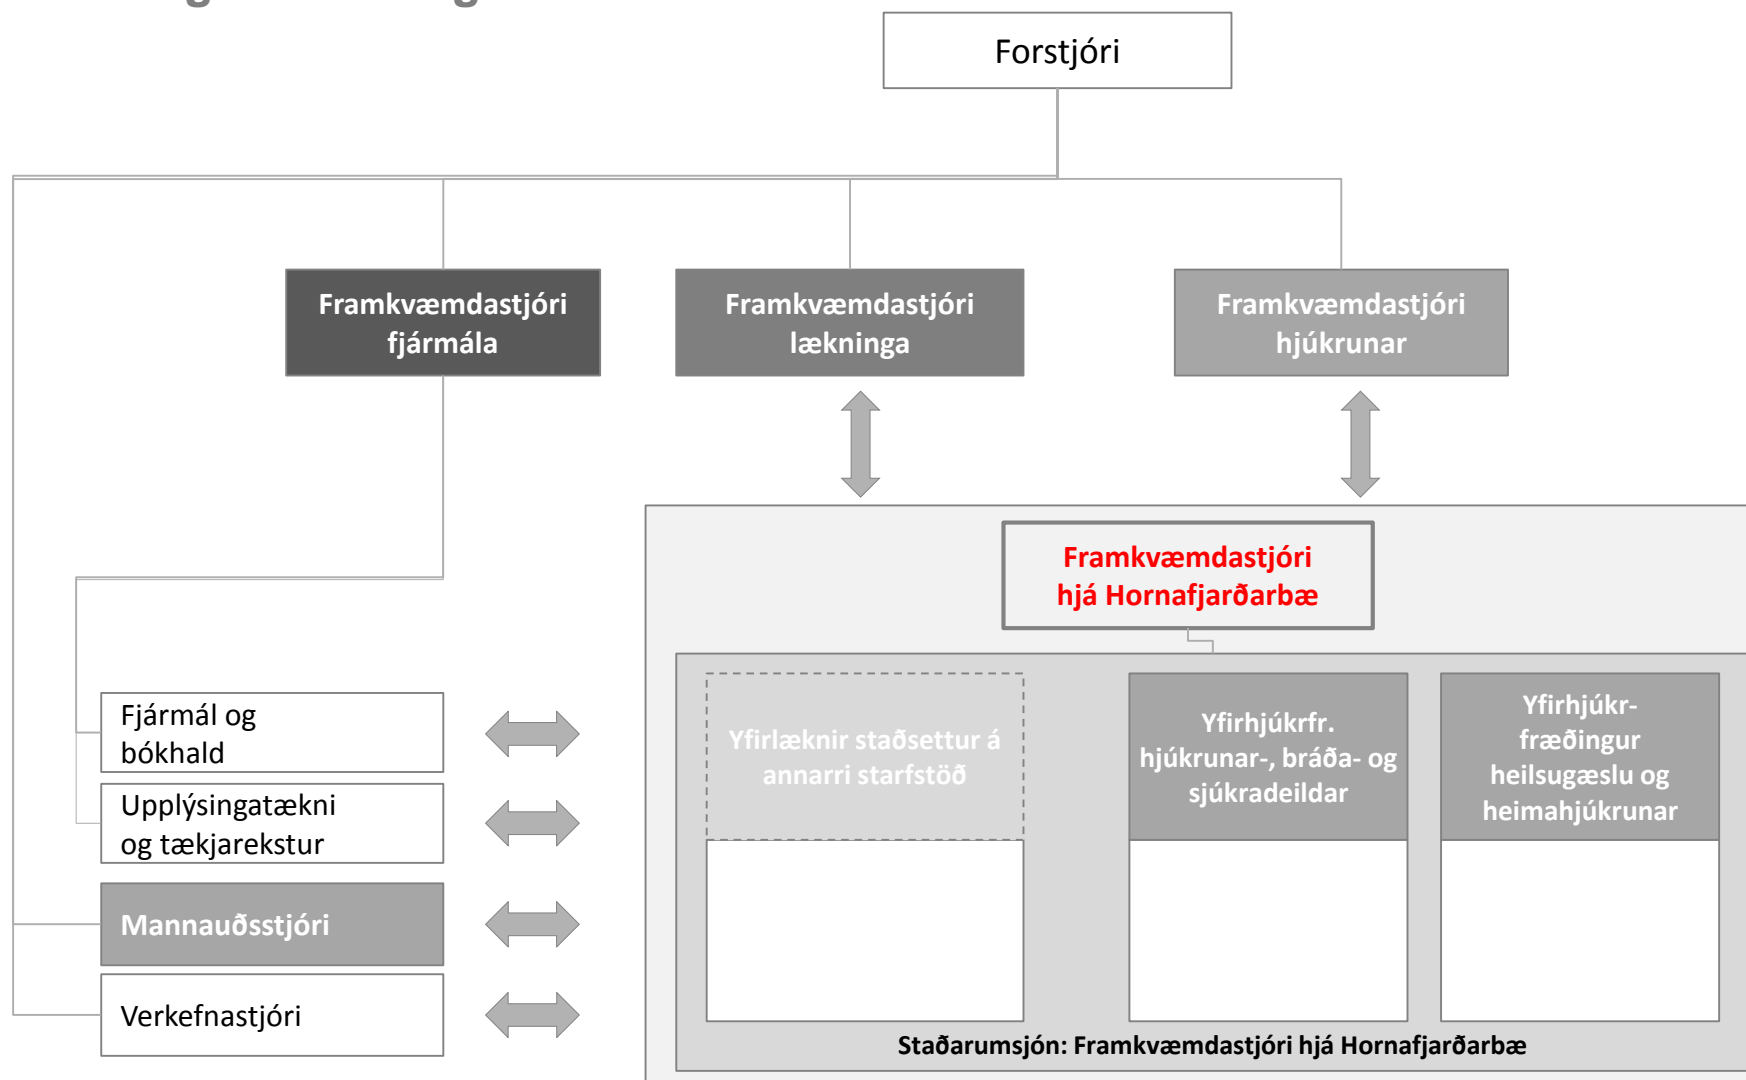 Forstjóri
Framkvæmdastjóri
fjármála
Framkvæmdastjóri
lækninga
Framkvæmdastjóri
hjúkrunar
Framkvæmdastjóri
hjá Hornafjarðarbæ
Fjármál og
bókhald
Upplýsingatækni
og tækjarekstur
Mannauðsstjóri
Verkefnastjóri
Yfirlæknir staðsettur á
annarri starfstöð
Yfirhjúkrfr.
hjúkrunar-, bráða- og
sjúkradeildar
Yfirhjúkr-
fræðingur
heilsugæslu og
heimahjúkrunar
Staðarumsjón: Framkvæmdastjóri hjá Hornafjarðarbæ